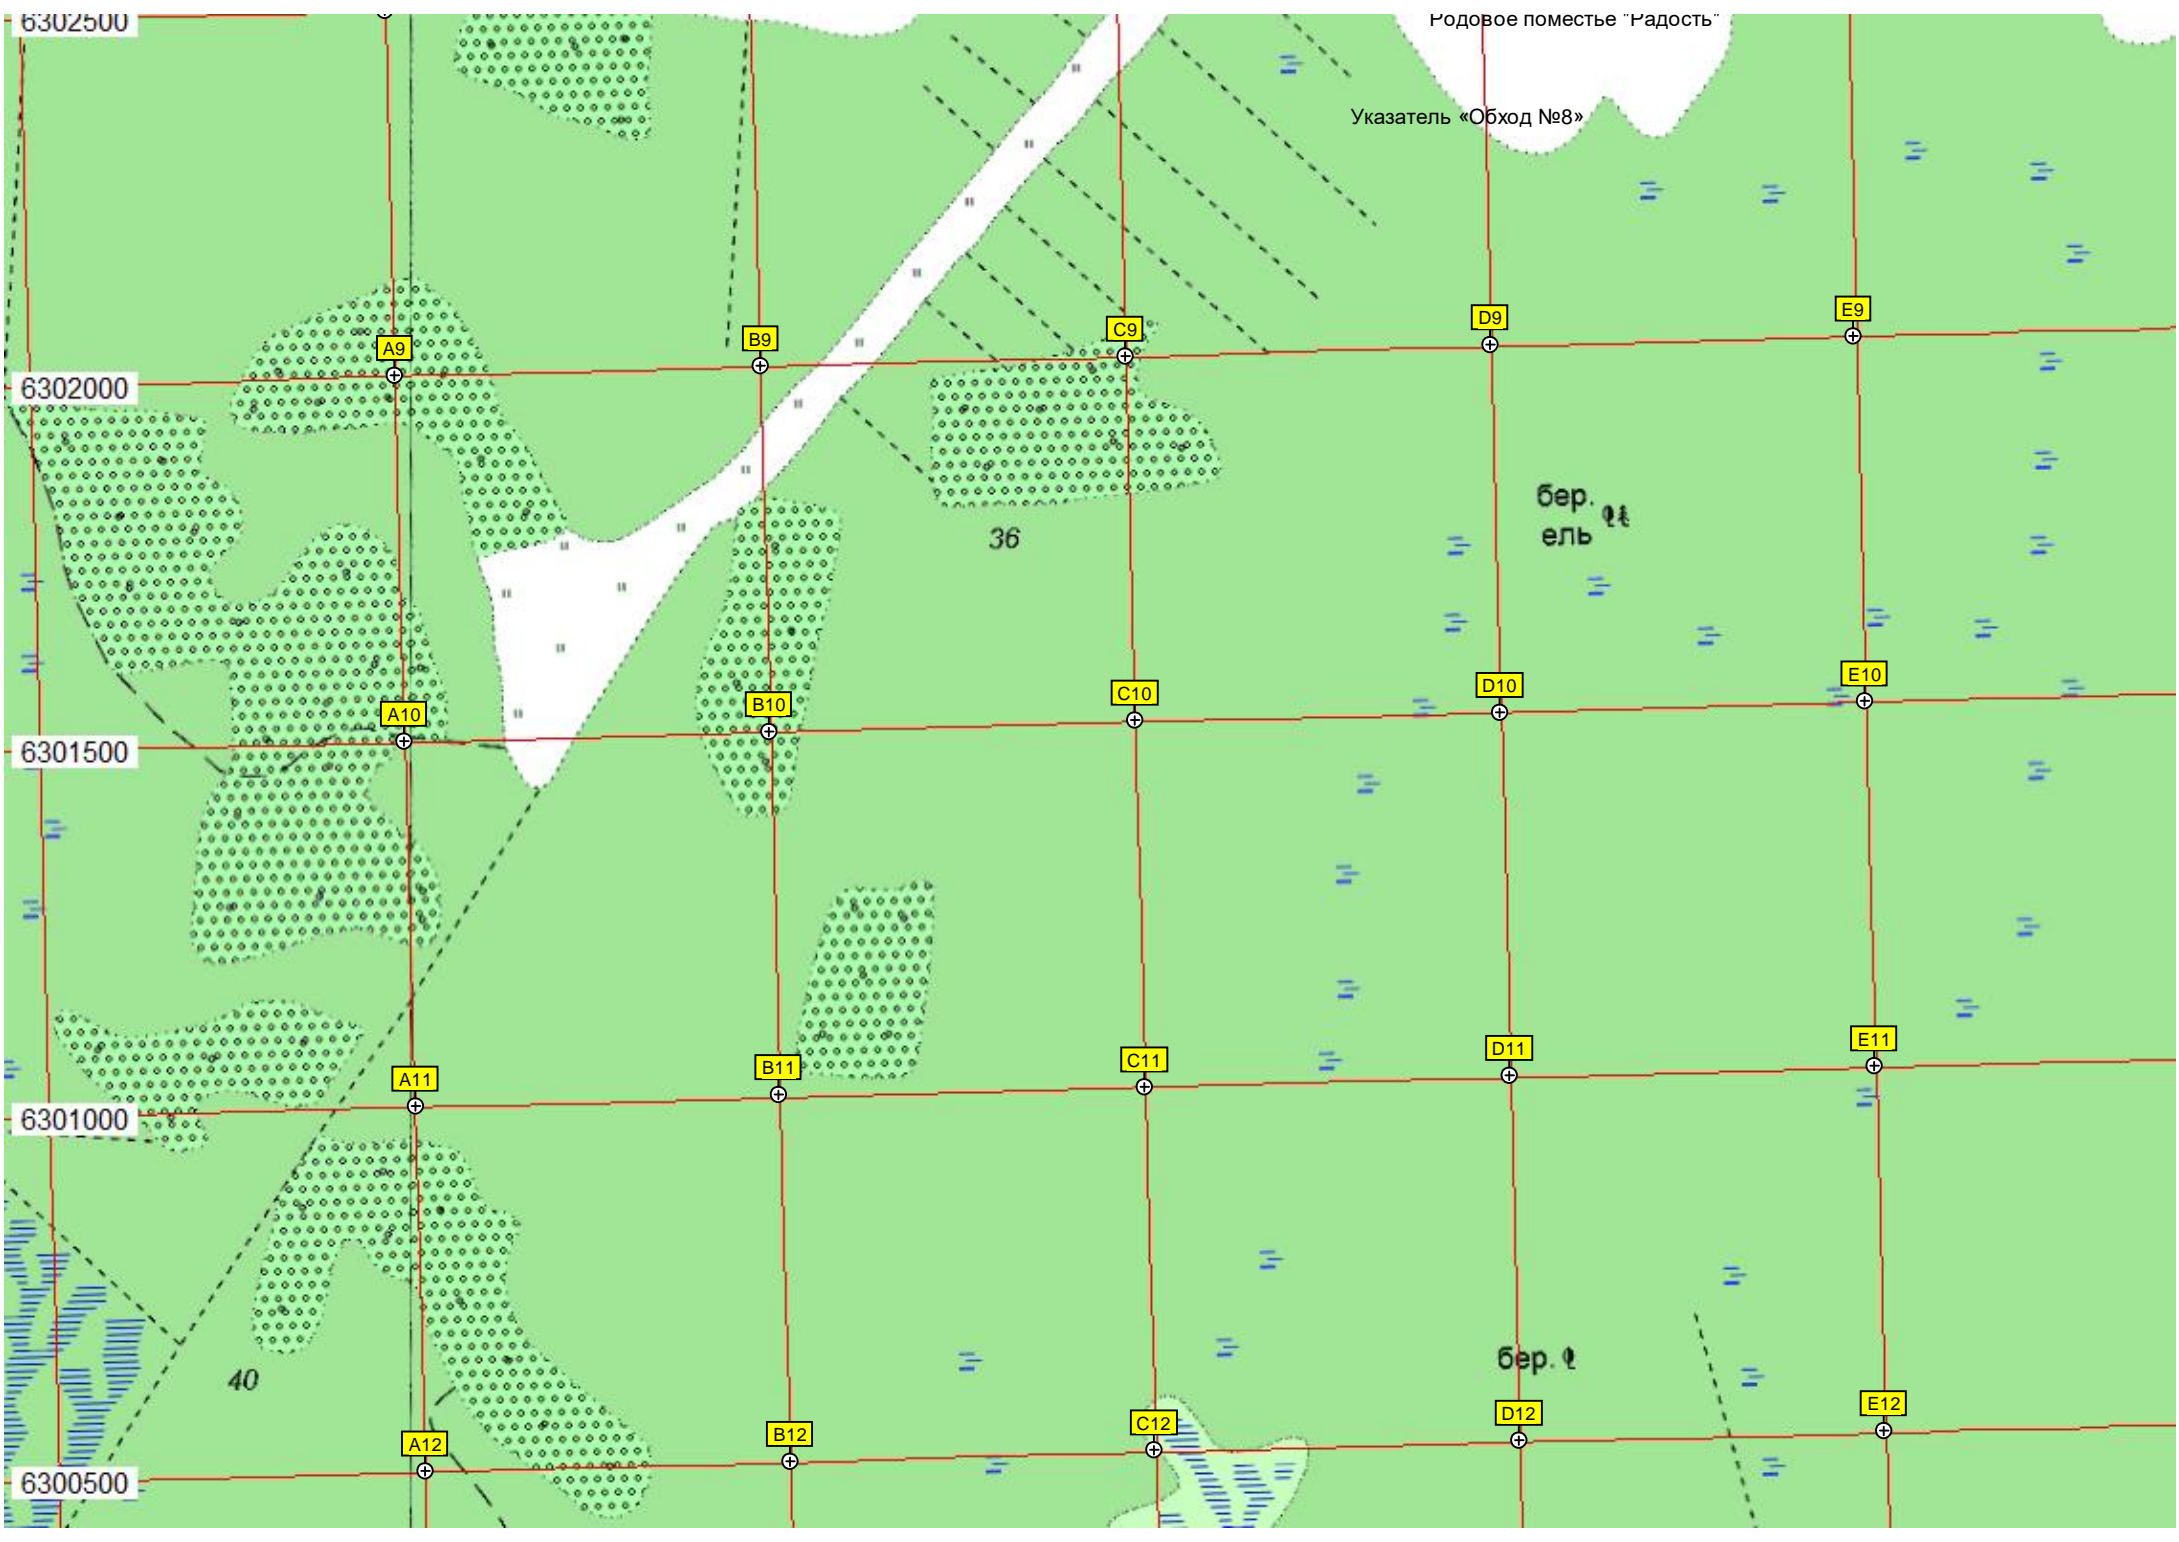 6302500
Родовое поместье "Радость"
Указатель «Обход №8»
A9
B9
C9
D9
E9
6302000
бер.
ель
36
A10
B10
C10
D10
E10
6301500
A11
B11
C11
D11
E11
6301000
40
бер.
A12
B12
C12
D12
E12
6300500